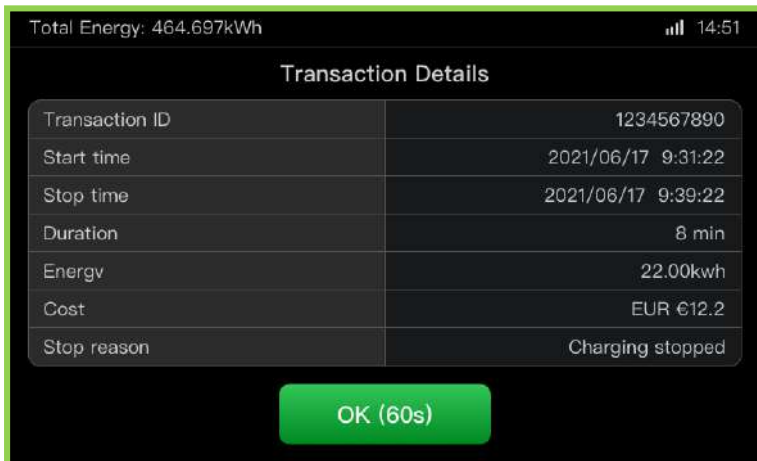 Total Energy: 464.697kWh 14:51
Transaction Details
Transaction ID 1234567890
Start time 2021/06/17 9:31:22
Stop time 2021/06/17 9:39:22
Duration 8 min
Energv 22.00kwh
Cost EUR €12.2
Stop reason Charging stopped
OK (60s)